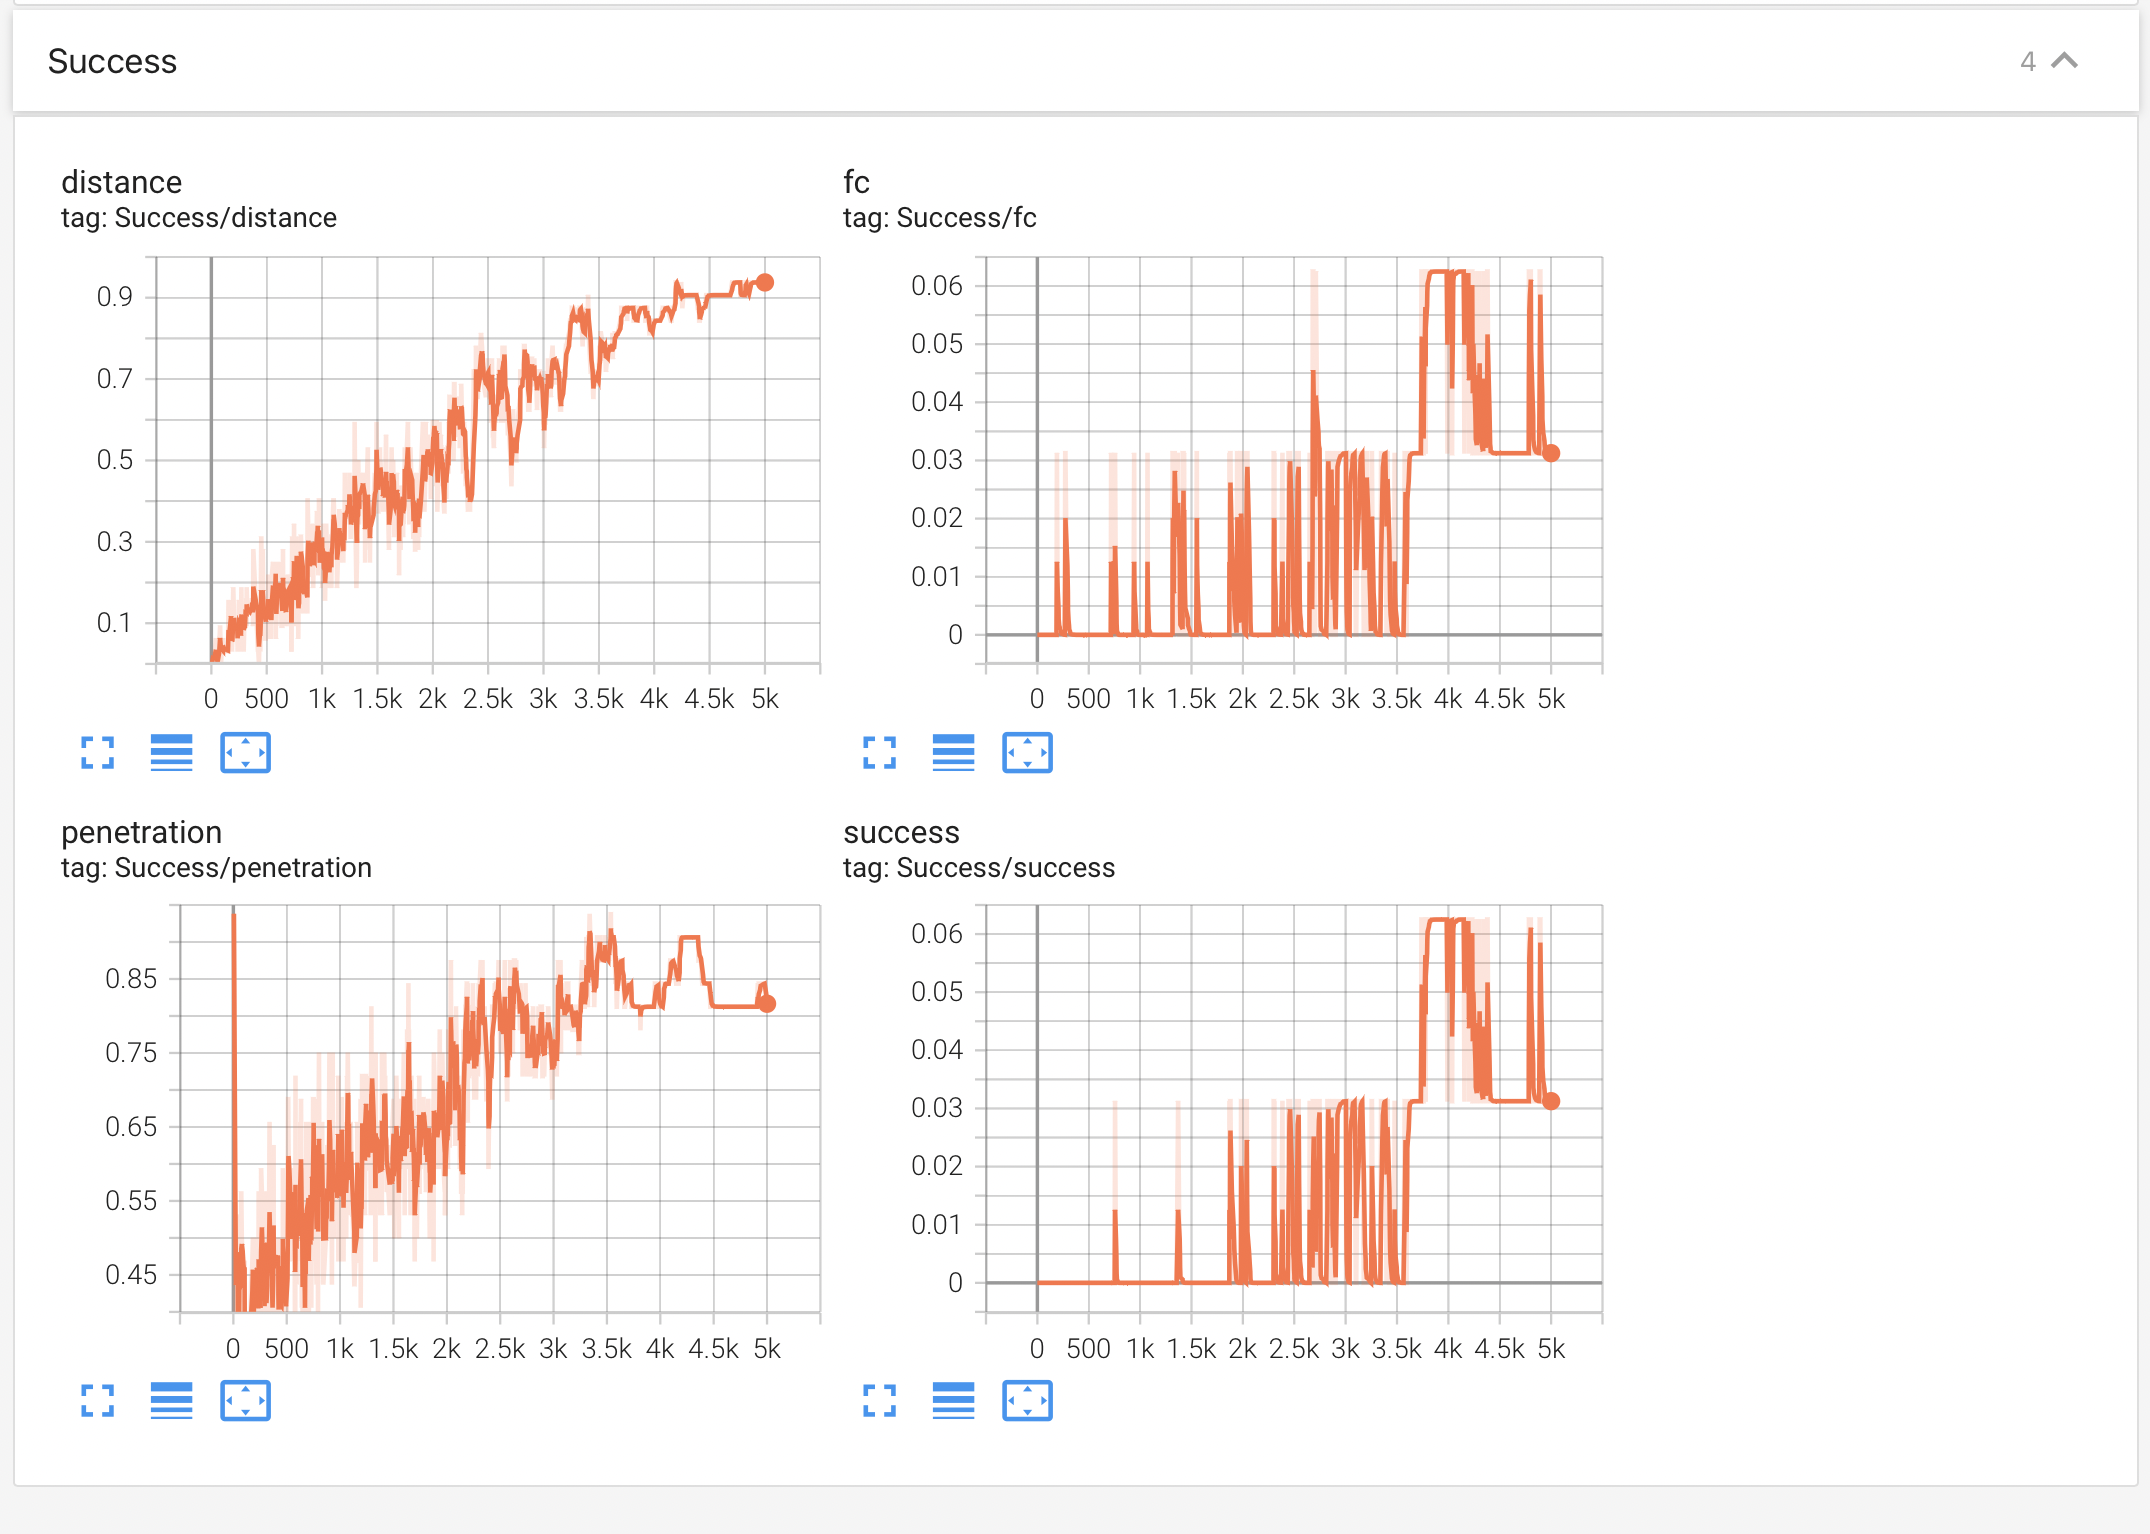 Success
4
distance
tag: Success/distance
0.9
0.7
0.5
0.3
0.1
0 500 1k 1.5k 2k 2.5k 3k 3.5k 4k 4.5k 5k
fc
tag: Success/fc
0.06
0.05
0.04
0.03
0.02
0.01
0
0 500 1k 1.5k 2k 2.5k 3k 3.5k 4k 4.5k 5k
penetration
tag: Success/penetration
0.85
0.75
0.65
0.55
0.45
0 500 1k 1.5k 2k 2.5k 3k 3.5k 4k 4.5k 5k
success
tag: Success/success
0.06
0.05
0.04
0.03
0.02
0.01
0
0 500 1k 1.5k 2k 2.5k 3k 3.5k 4k 4.5k 5k